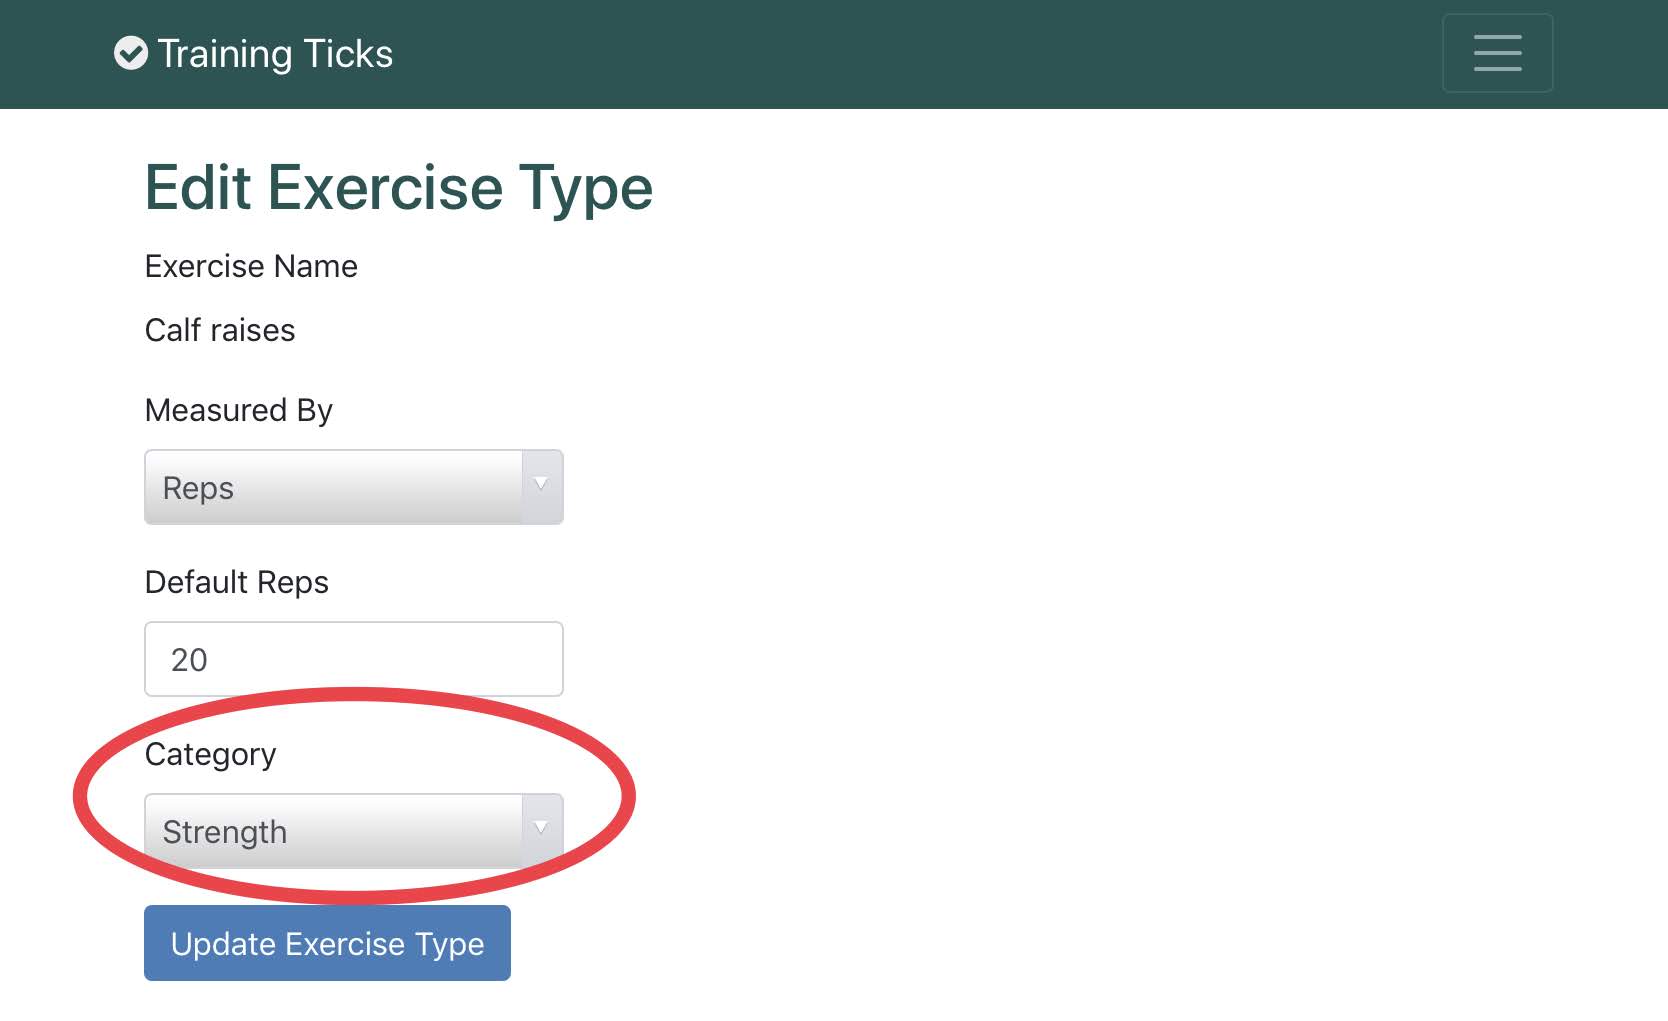 Training Ticks
Edit Exercise Type
Exercise Name
Calf raises
Measured By
Reps
Default Reps
20
Category
Strength
Update Exercise Type